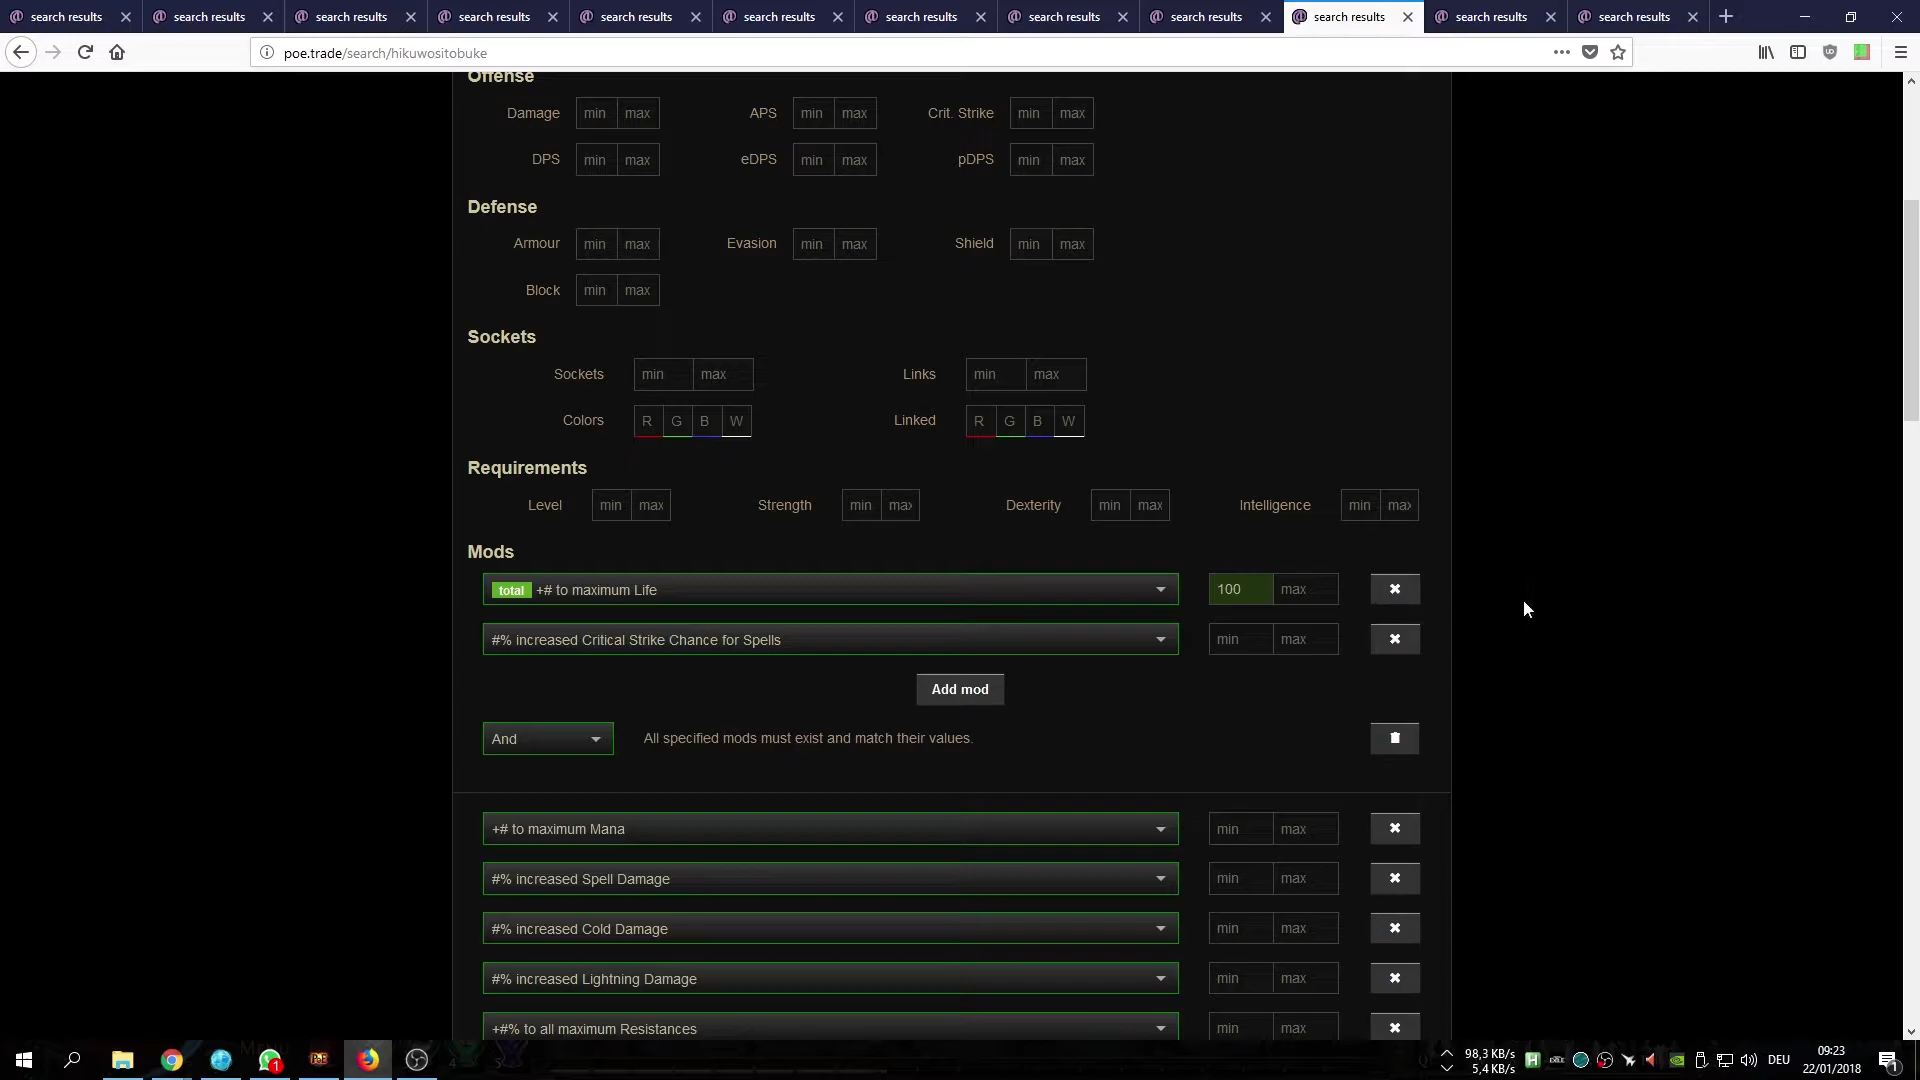 search results search results search results search results search results search results search results search results search results search results search results search results
poe.trade/search/hikuwositobuke
Offense
Damage min max APS min max Crit. Strike min max
DPS min max eDPS min max pDPS min max
Defense
Armour min max Evasion min max Shield min max
Block min max
Sockets
Sockets min max Links min max
Colors R G B W Linked R G B W
Requirements
Level min max Strength min max Dexterity min max Intelligence min max
Mods
total +# to maximum Life 100 max
#% increased Critical Strike Chance for Spells min max
Add mod
And All specified mods must exist and match their values.
+# to maximum Mana min max
#% increased Spell Damage min max
#% increased Cold Damage min max
#% increased Lightning Damage min max
+#% to all maximum Resistances min max
98,3 KB/s
5,4 KB/s
DEU
09:23
22/01/2018